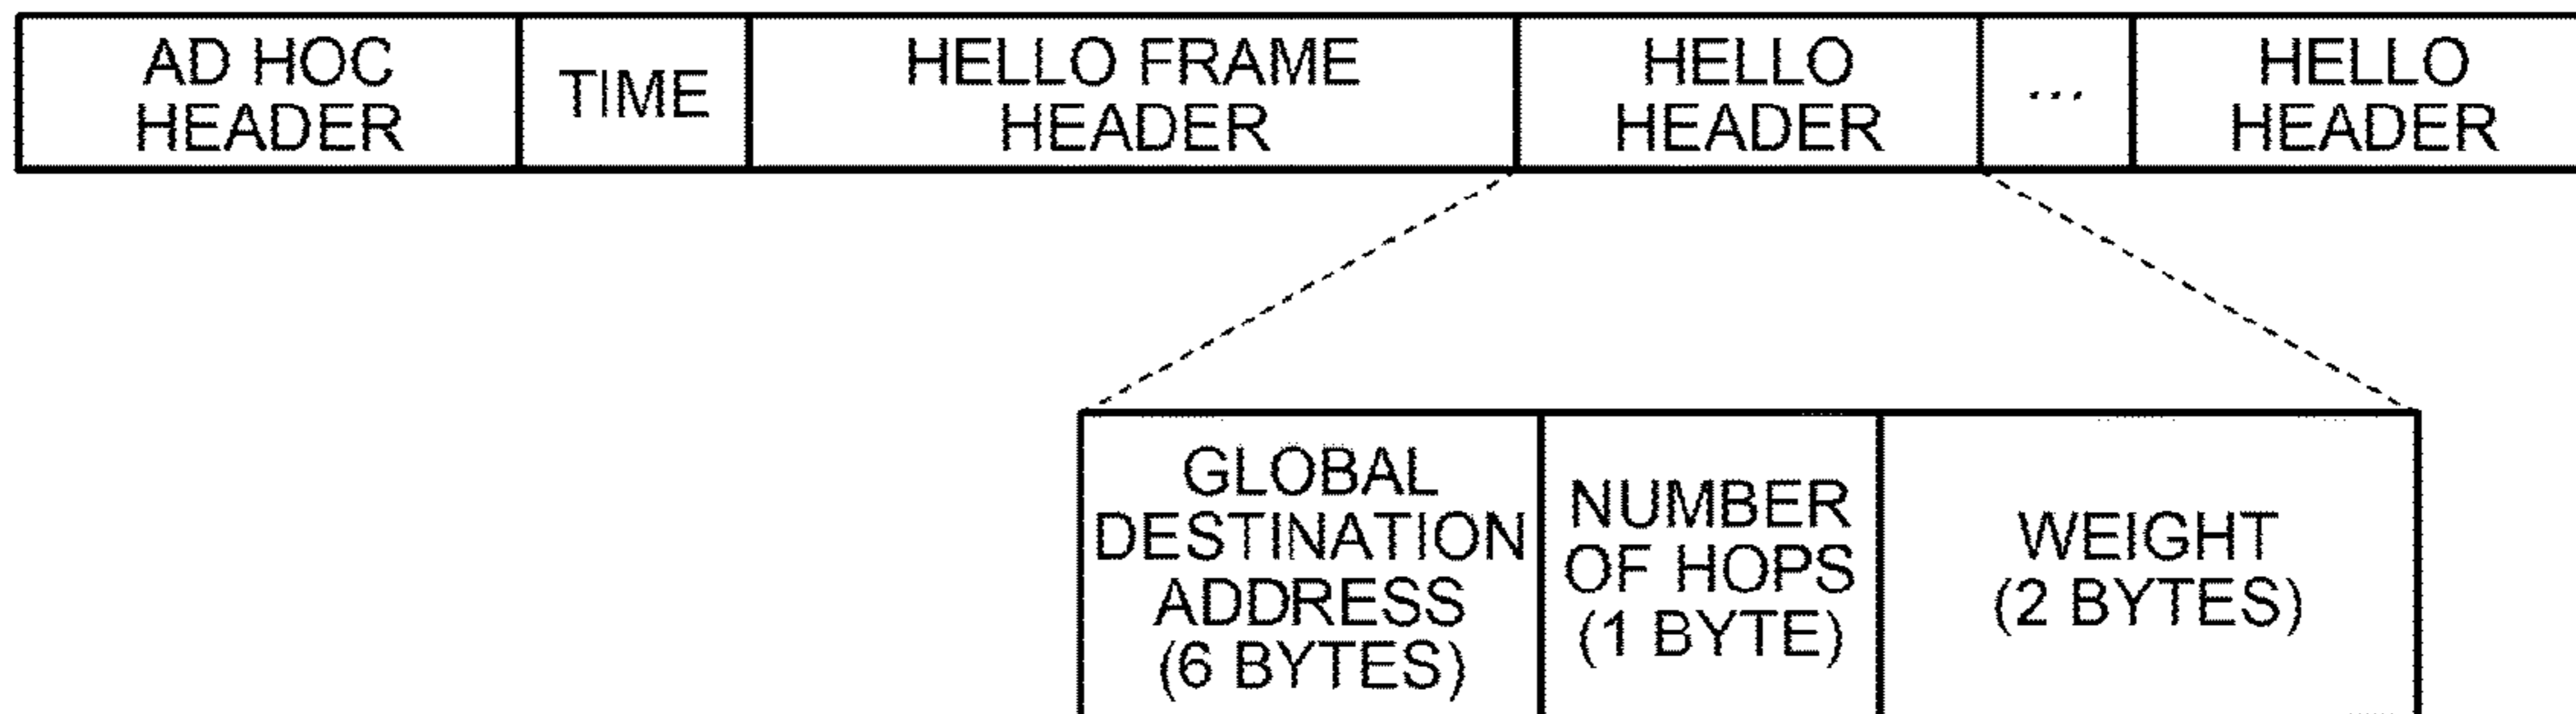 AD HOC
HEADER
TIME
HELLO FRAME
HEADER
HELLO
HEADER
...
HELLO
HEADER
GLOBAL
DESTINATION
ADDRESS
(6 BYTES)
NUMBER
OF HOPS
(1 BYTE)
WEIGHT
(2 BYTES)